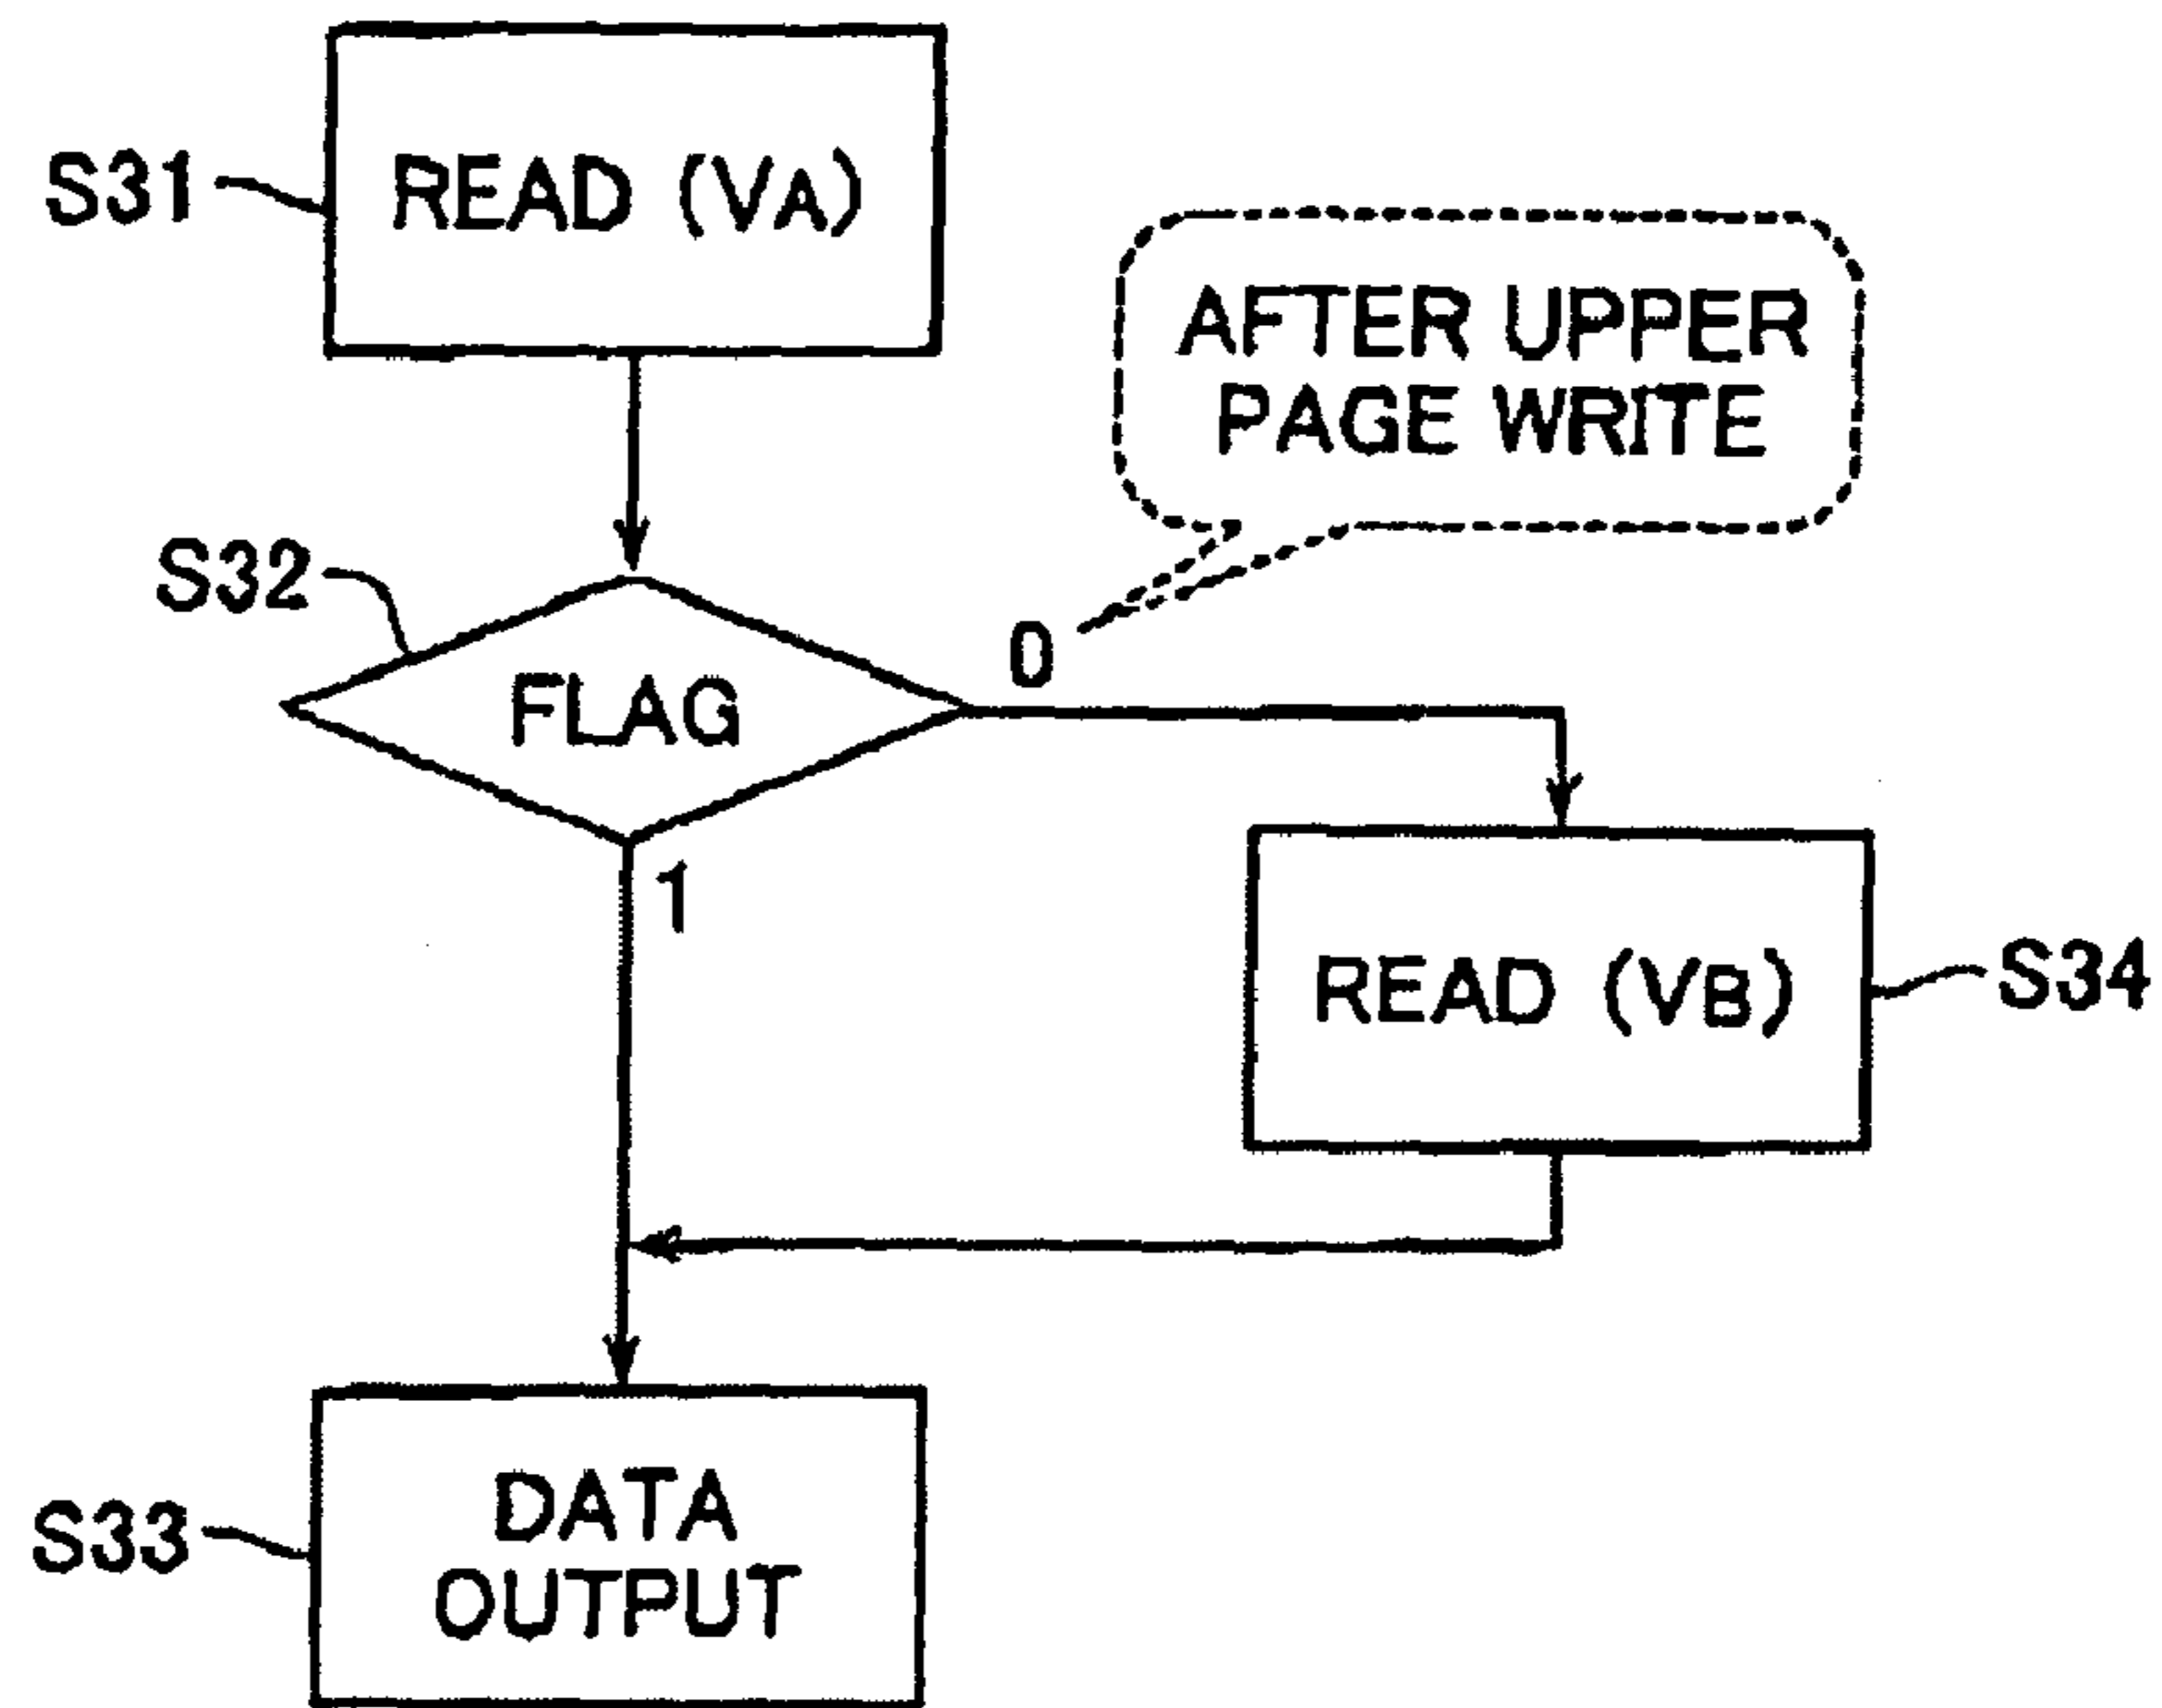 S31
READ (VA)
AFTER UPPER
PAGE WRITE
S32
0
FLAG
1
READ (VB)
S34
S33
DATA
OUTPUT